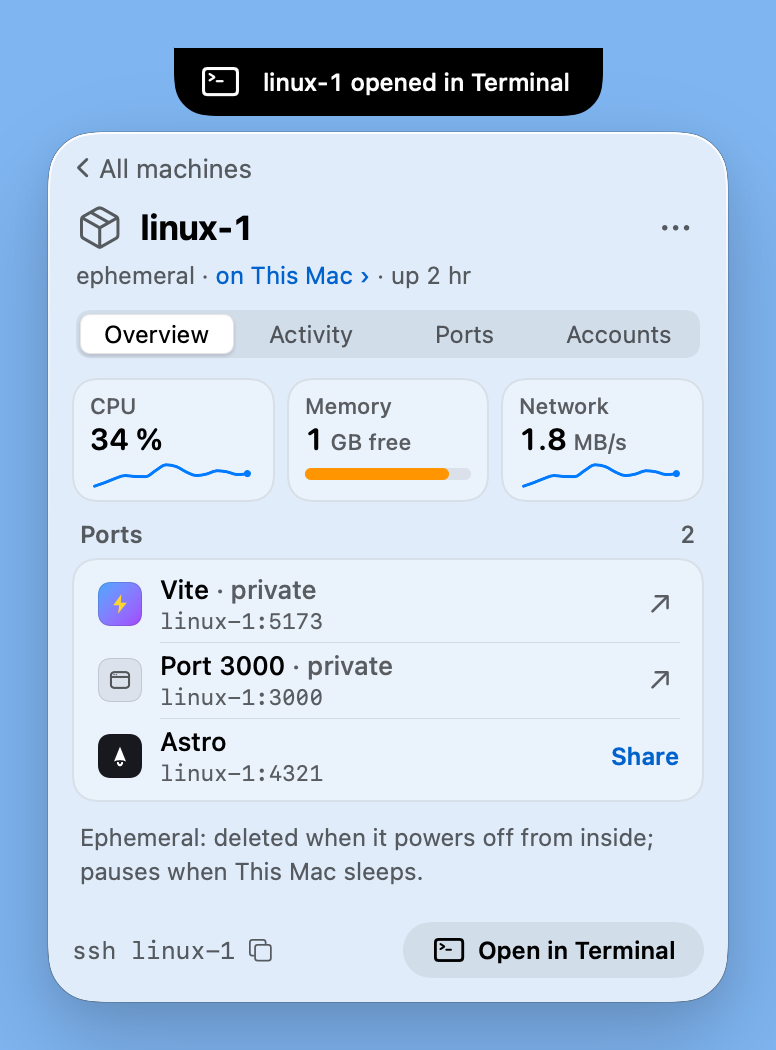 linux-1 opened in Terminal
All machines
linux-1
ephemeral · on This Mac › · up 2 hr
Overview Activity Ports Accounts
CPU Memory Network
34 % 1 GB free 1.8 MB/s
Ports 2
Vite · private
linux-1:5173
Port 3000 · private
linux-1:3000
Astro
linux-1:4321
Share
Ephemeral: deleted when it powers off from inside;
pauses when This Mac sleeps.
ssh linux-1 Open in Terminal